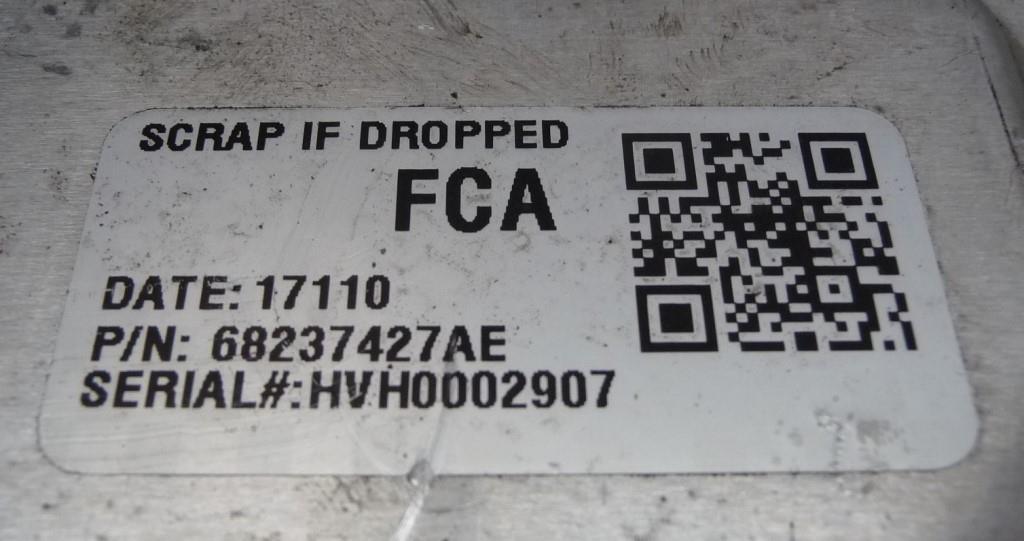 SCRAP IF DROPPED
FCA
DATE: 17110
P/N: 68237427AE
SERIAL#: HVH0002907